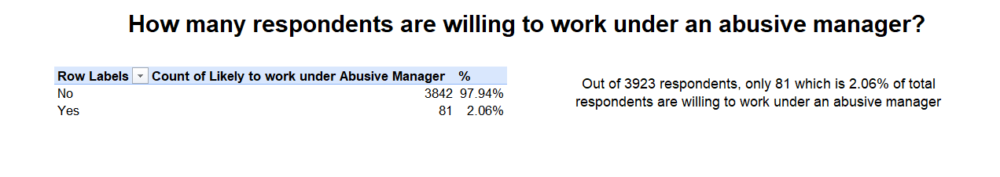 How many respondents are willing to work under an abusive manager?
Row Labels Count of Likely to work under Abusive Manager %
No 3842 97.94%
Yes 81 2.06%
Out of 3923 respondents, only 81 which is 2.06% of total
respondents are willing to work under an abusive manager